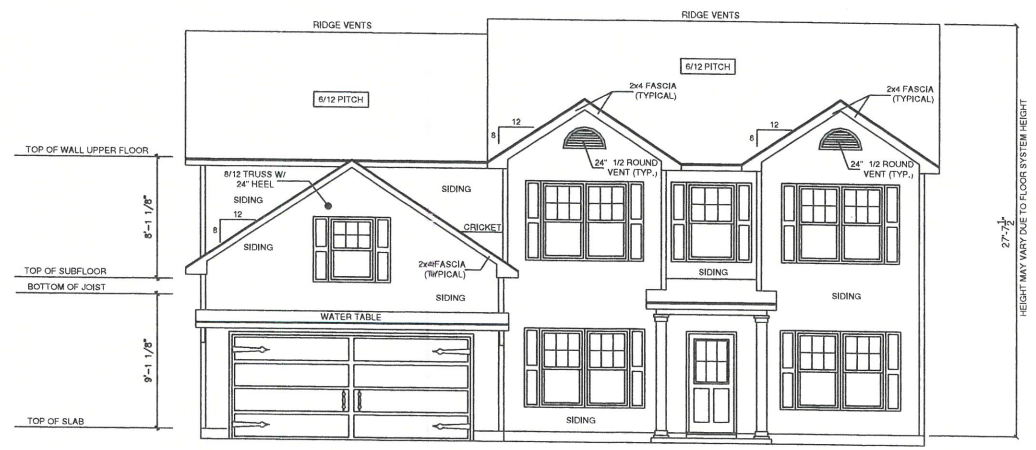 RIDGE VENTS
RIDGE VENTS
6/12 PITCH
6/12 PITCH
2x4 FASCIA
(TYPICAL)
2x4 FASCIA
(TYPICAL)
12
8
12
8
24" 1/2 ROUND
VENT (TYP.)
24" 1/2 ROUND
VENT (TYP.)
TOP OF WALL UPPER FLOOR
8/12 TRUSS W/
24" HEEL
SIDING
SIDING
12
8
SIDING
CRICKET
2x4 FASCIA
(TYPICAL)
8'-1 1/8"
TOP OF SUBFLOOR
BOTTOM OF JOIST
SIDING
SIDING
SIDING
WATER TABLE
9'-1 1/8"
TOP OF SLAB
SIDING
27'-7 1/2"
HEIGHT MAY VARY DUE TO FLOOR SYSTEM HEIGHT